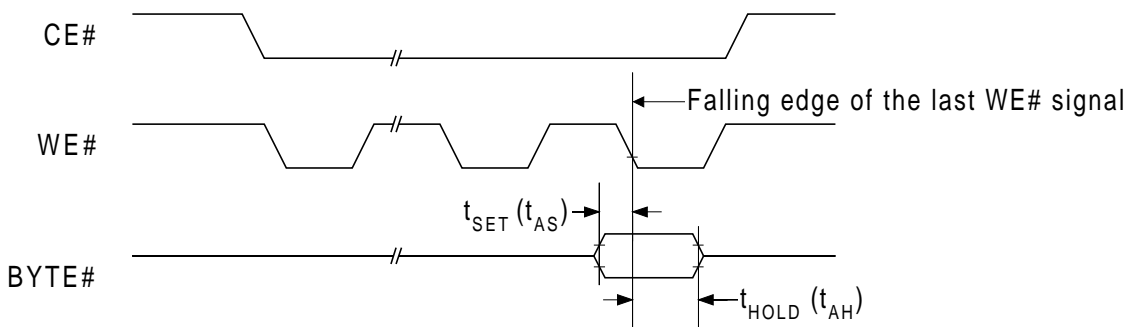 CE#
Falling edge of the last WE# signal
WE#
tSET (tAS)
BYTE#
tHOLD (tAH)